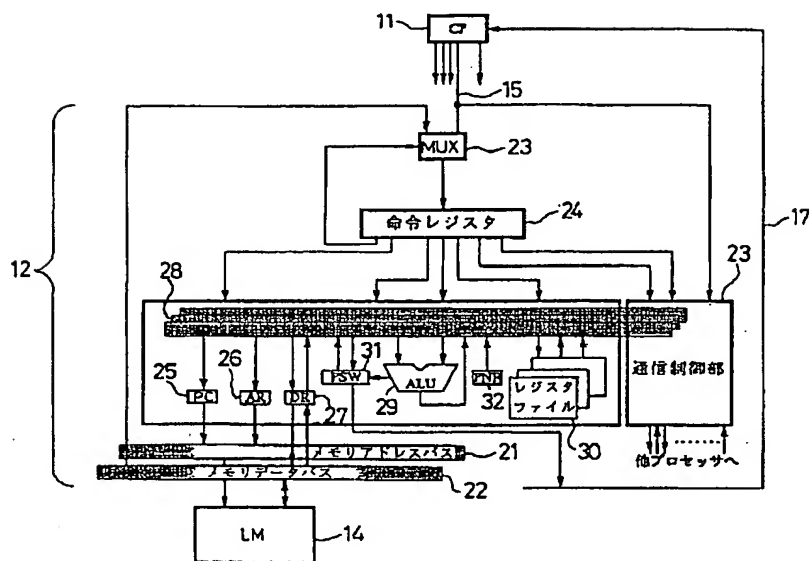 11
CP
15
12
MUX
23
命令レジスタ
24
17
23
28
通信制御部
25
PC
26
AR
DR
27
31
PSW
29
ALU
PNR
32
レジスタ
ファイル
30
他プロセッサへ
メモリアドレスバス
21
メモリデータバス
22
LM
14